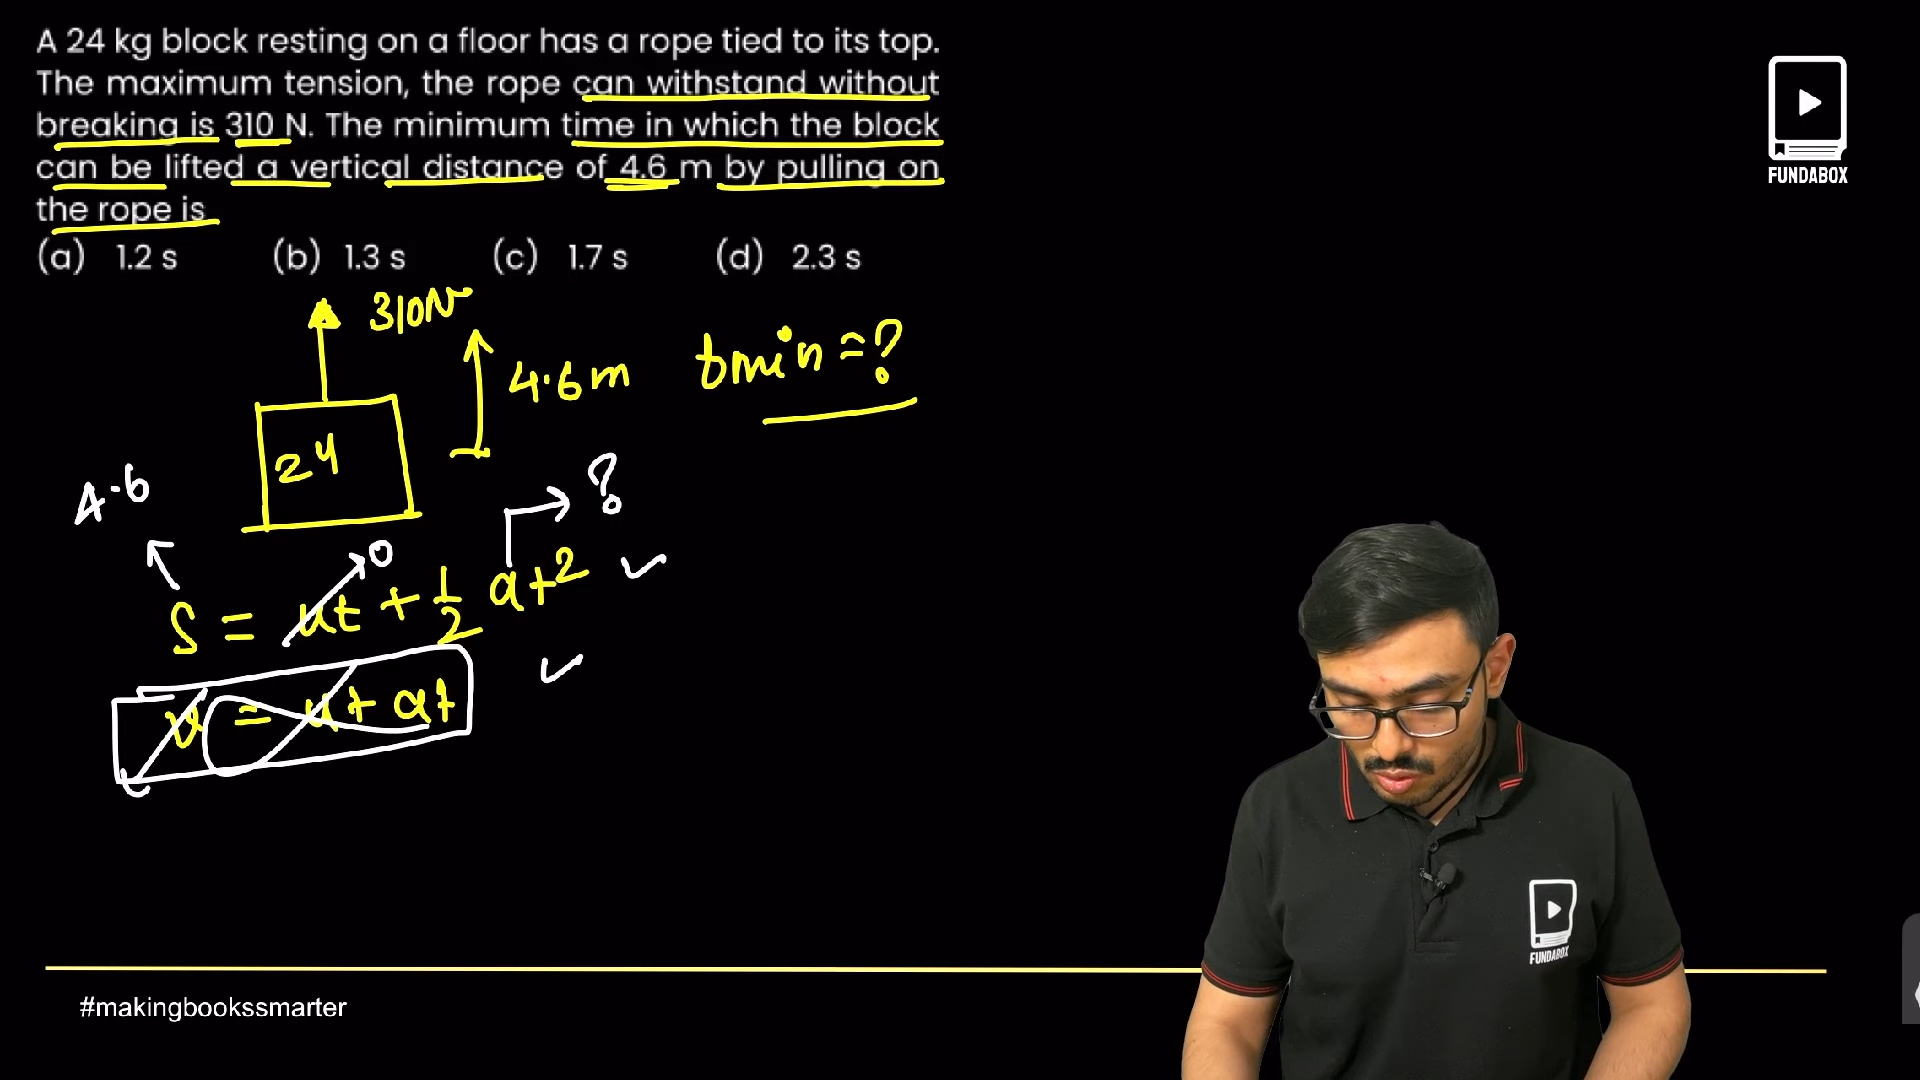 A 24 kg block resting on a floor has a rope tied to its top.
The maximum tension, the rope can withstand without
breaking is 310 N. The minimum time in which the block
can be lifted a vertical distance of 4.6 m by pulling on
the rope is
(a) 1.2 s (b) 1.3 s (c) 1.7 s (d) 2.3 s
FUNDABOX
310N
4.6m
tmin = ?
24
4.6
?
0
S = ut + 1/2 at²
v = u + at
FUNDABOX
#makingbookssmarter